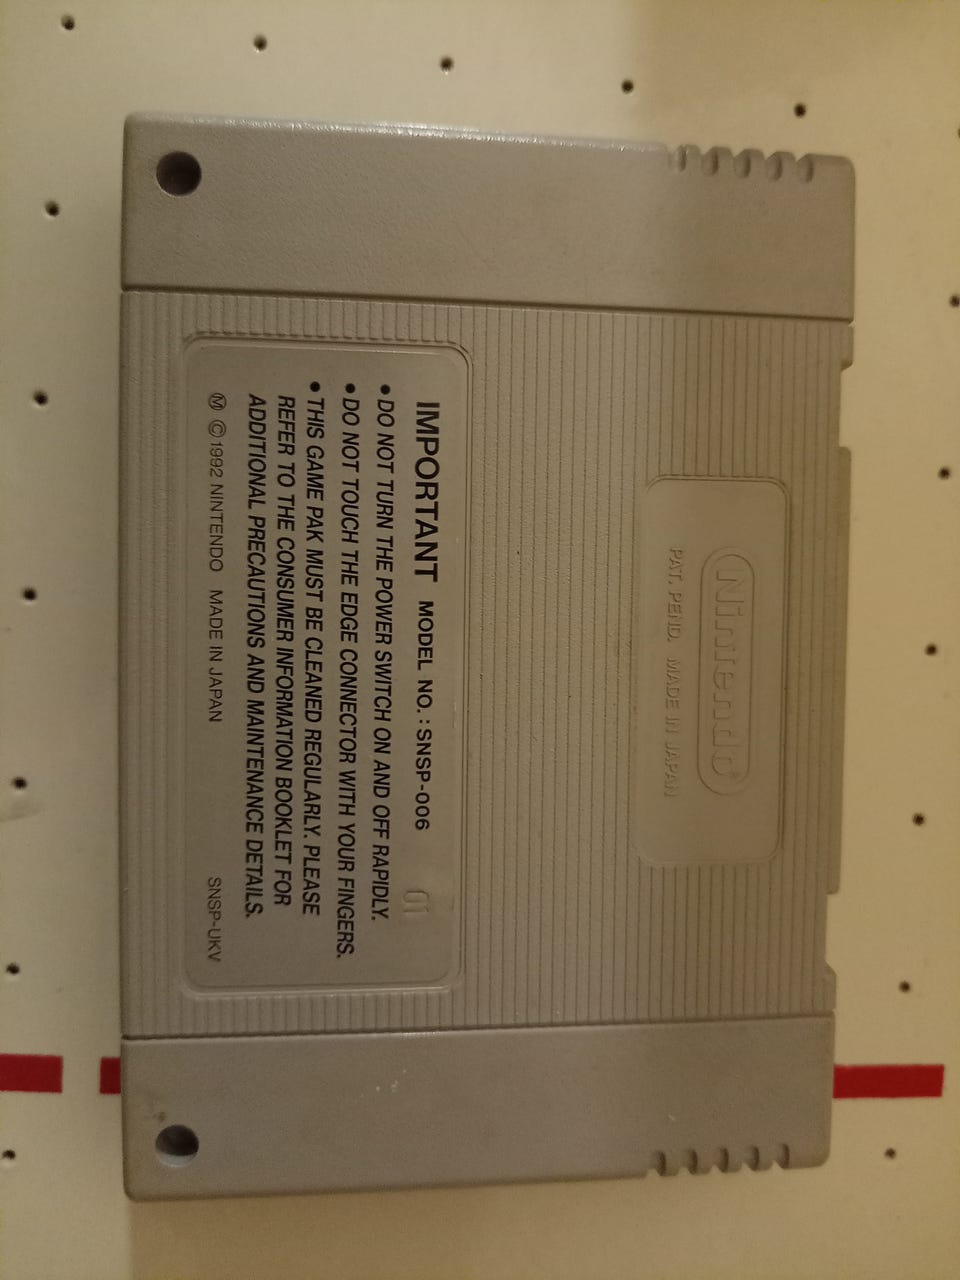 Nintendo®
PAT. PEND. MADE IN JAPAN
IMPORTANT MODEL NO.: SNSP-006
01
•DO NOT TURN THE POWER SWITCH ON AND OFF RAPIDLY.
•DO NOT TOUCH THE EDGE CONNECTOR WITH YOUR FINGERS.
•THIS GAME PAK MUST BE CLEANED REGULARLY. PLEASE
REFER TO THE CONSUMER INFORMATION BOOKLET FOR
ADDITIONAL PRECAUTIONS AND MAINTENANCE DETAILS.
Ⓜ ©1992 NINTENDO MADE IN JAPAN SNSP-UKV